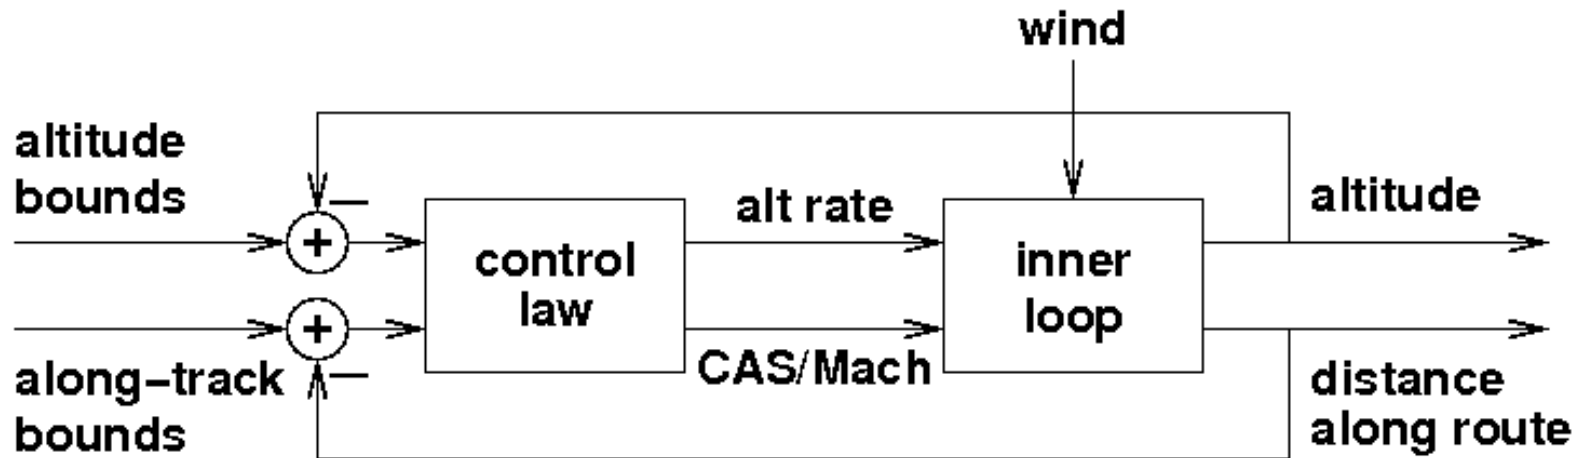 wind
altitude
bounds
−
+
control
law
alt rate
inner
loop
altitude
+
−
along−track
bounds
CAS/Mach
distance
along route